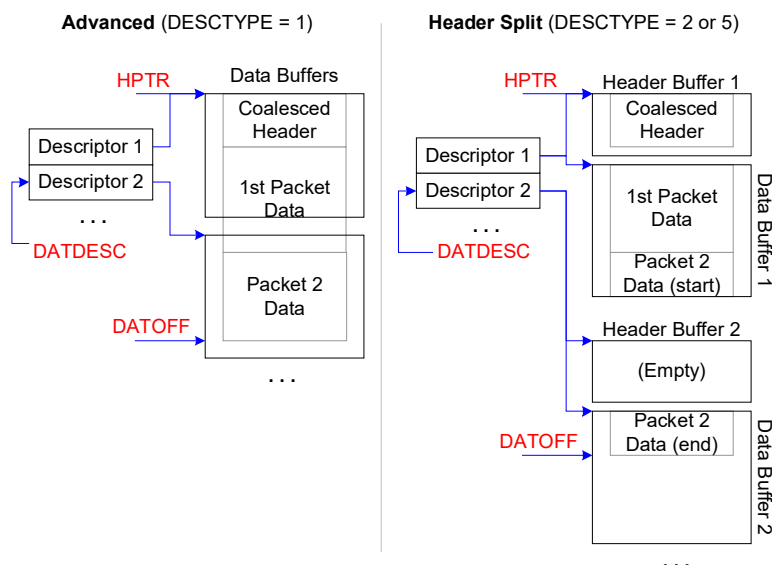 Advanced (DESCTYPE = 1)
HPTR
Data Buffers
Coalesced
Header
Descriptor 1
Descriptor 2
1st Packet
Data
. . .
DATDESC
Packet 2
Data
DATOFF
. . .
Header Split (DESCTYPE = 2 or 5)
HPTR
Header Buffer 1
Coalesced
Header
Descriptor 1
Descriptor 2
1st Packet
Data
. . .
DATDESC
Packet 2
Data (start)
Data Buffer 1
Header Buffer 2
(Empty)
Packet 2
Data (end)
DATOFF
Data Buffer 2
. . .